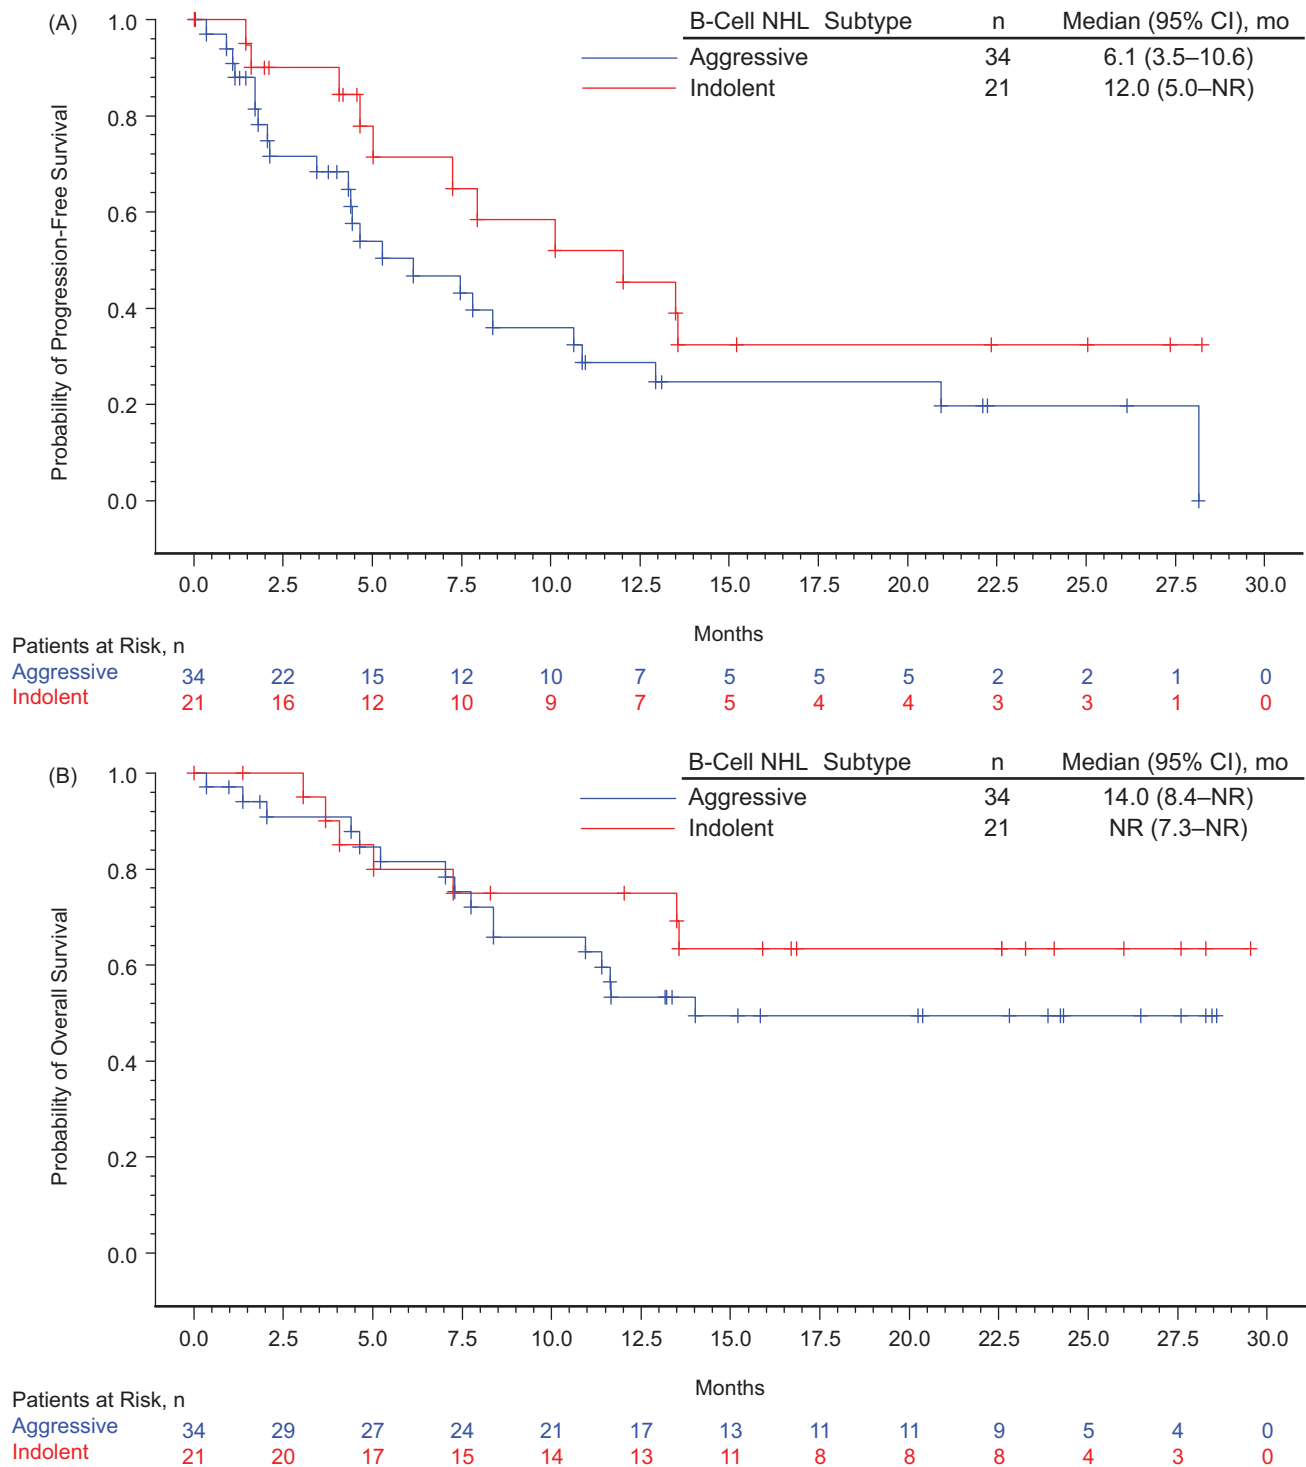 (A)
B-Cell NHL Subtype n Median (95% CI), mo
Aggressive 34 6.1 (3.5–10.6)
Indolent 21 12.0 (5.0–NR)
Probability of Progression-Free Survival
1.0
0.8
0.6
0.4
0.2
0.0
0.0 2.5 5.0 7.5 10.0 12.5 15.0 17.5 20.0 22.5 25.0 27.5 30.0
Months
Patients at Risk, n
Aggressive 34 22 15 12 10 7 5 5 5 2 2 1 0
Indolent 21 16 12 10 9 7 5 4 4 3 3 1 0
(B)
B-Cell NHL Subtype n Median (95% CI), mo
Aggressive 34 14.0 (8.4–NR)
Indolent 21 NR (7.3–NR)
Probability of Overall Survival
1.0
0.8
0.6
0.4
0.2
0.0
0.0 2.5 5.0 7.5 10.0 12.5 15.0 17.5 20.0 22.5 25.0 27.5 30.0
Months
Patients at Risk, n
Aggressive 34 29 27 24 21 17 13 11 11 9 5 4 0
Indolent 21 20 17 15 14 13 11 8 8 8 4 3 0